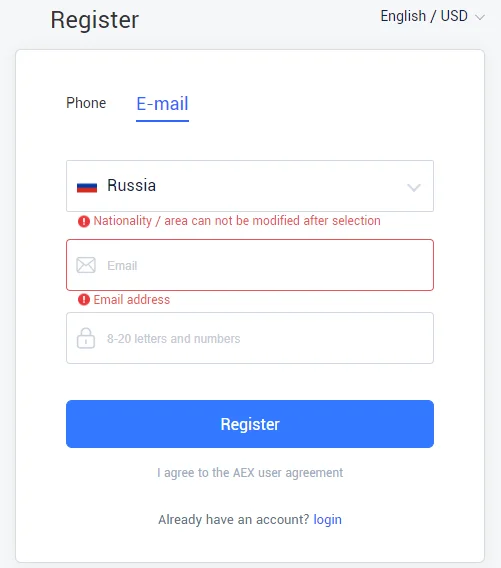 Register
English / USD
Phone
E-mail
Russia
Nationality / area can not be modified after selection
Email
Email address
8-20 letters and numbers
Register
I agree to the AEX user agreement
Already have an account? login